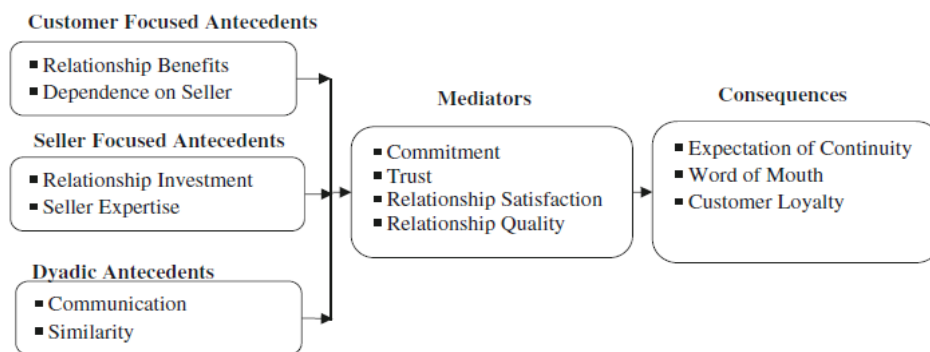 Customer Focused Antecedents
▪ Relationship Benefits
▪ Dependence on Seller
Seller Focused Antecedents
▪ Relationship Investment
▪ Seller Expertise
Dyadic Antecedents
▪ Communication
▪ Similarity
Mediators
▪ Commitment
▪ Trust
▪ Relationship Satisfaction
▪ Relationship Quality
Consequences
▪ Expectation of Continuity
▪ Word of Mouth
▪ Customer Loyalty